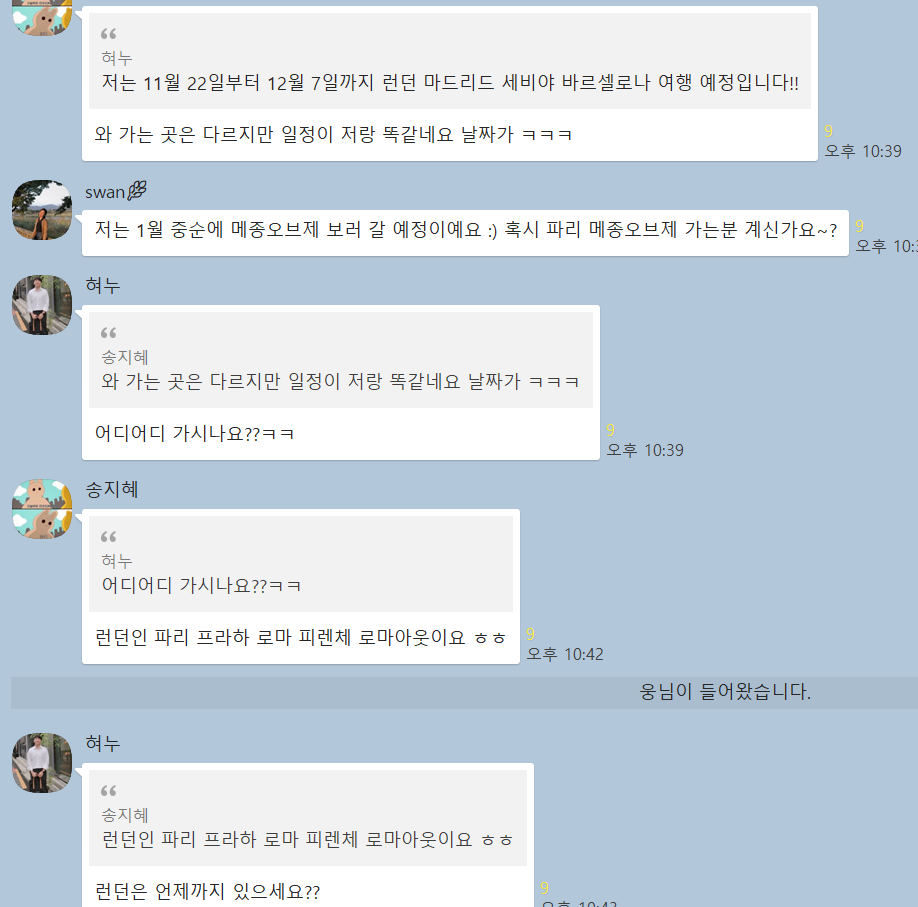 혀누
저는 11월 22일부터 12월 7일까지 런던 마드리드 세비야 바르셀로나 여행 예정입니다!!
와 가는 곳은 다르지만 일정이 저랑 똑같네요 날짜가 ㅋㅋㅋ
9
오후 10:39
swan
저는 1월 중순에 메종오브제 보러 갈 예정이예요 :) 혹시 파리 메종오브제 가는분 계신가요~?
9
오후
혀누
송지혜
와 가는 곳은 다르지만 일정이 저랑 똑같네요 날짜가 ㅋㅋㅋ
어디어디 가시나요??ㅋㅋ
9
오후 10:39
송지혜
혀누
어디어디 가시나요??ㅋㅋ
런던인 파리 프라하 로마 피렌체 로마아웃이요 ㅎㅎ
9
오후 10:42
웅님이 들어왔습니다.
혀누
송지혜
런던인 파리 프라하 로마 피렌체 로마아웃이요 ㅎㅎ
런던은 언제까지 있으세요??
9
오후 10:43